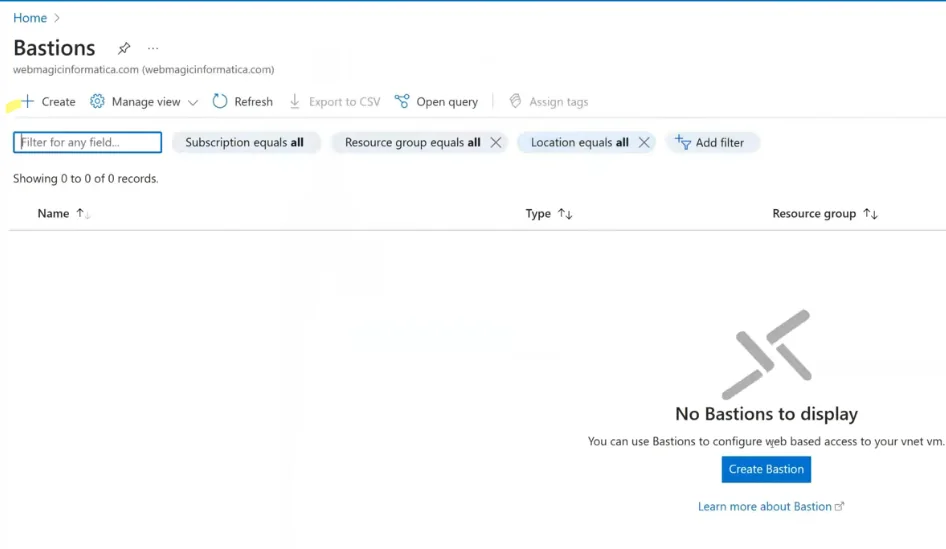 Home
Bastions
webmagicinformatica.com (webmagicinformatica.com)
Create Manage view Refresh Export to CSV Open query Assign tags
Filter for any field... Subscription equals all Resource group equals all Location equals all Add filter
Showing 0 to 0 of 0 records.
Name Type Resource group
No Bastions to display
You can use Bastions to configure web based access to your vnet vm.
Create Bastion
Learn more about Bastion